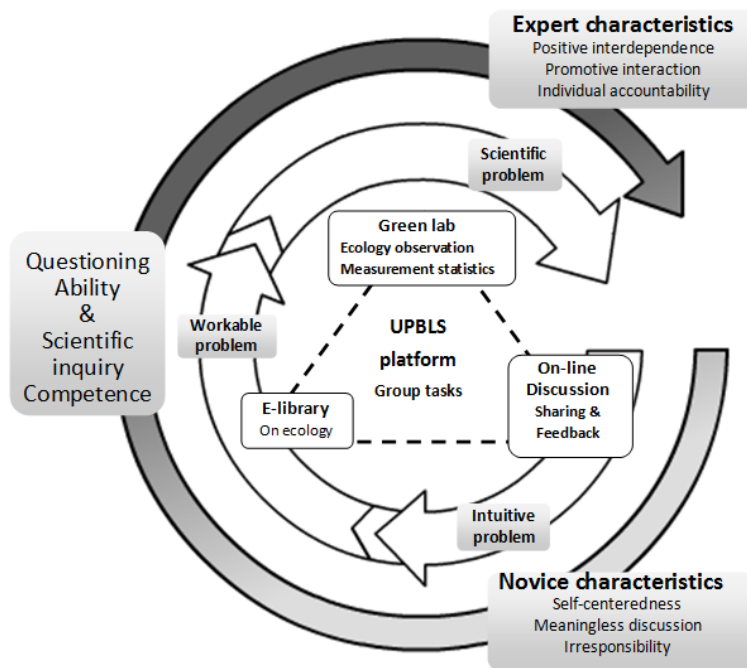 Expert characteristics
Positive interdependence
Promotive interaction
Individual accountability
Scientific
problem
Green lab
Ecology observation
Measurement statistics
Questioning
Ability
&
Scientific
inquiry
Competence
Workable
problem
UPBLS
platform
Group tasks
On-line
Discussion
Sharing &
Feedback
E-library
On ecology
Intuitive
problem
Novice characteristics
Self-centeredness
Meaningless discussion
Irresponsibility